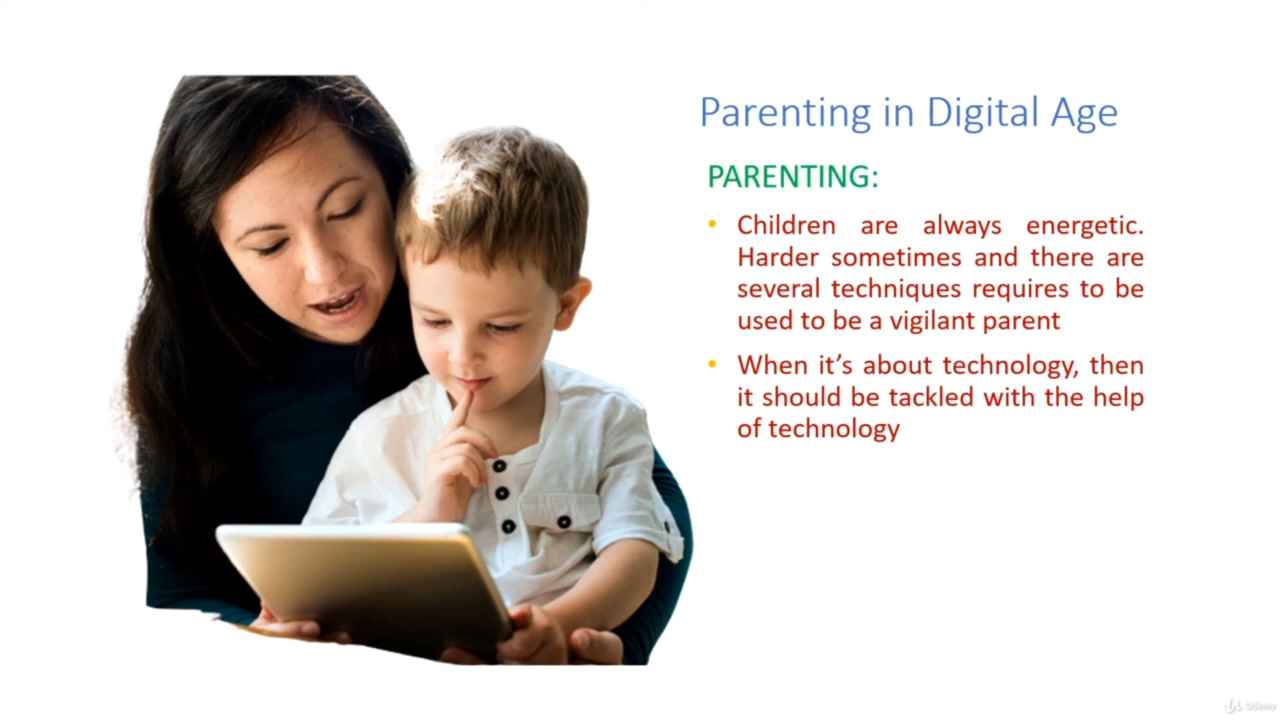 Parenting in Digital Age
PARENTING:
• Children are always energetic.
Harder sometimes and there are
several techniques requires to be
used to be a vigilant parent
• When it’s about technology, then
it should be tackled with the help
of technology
Udemy